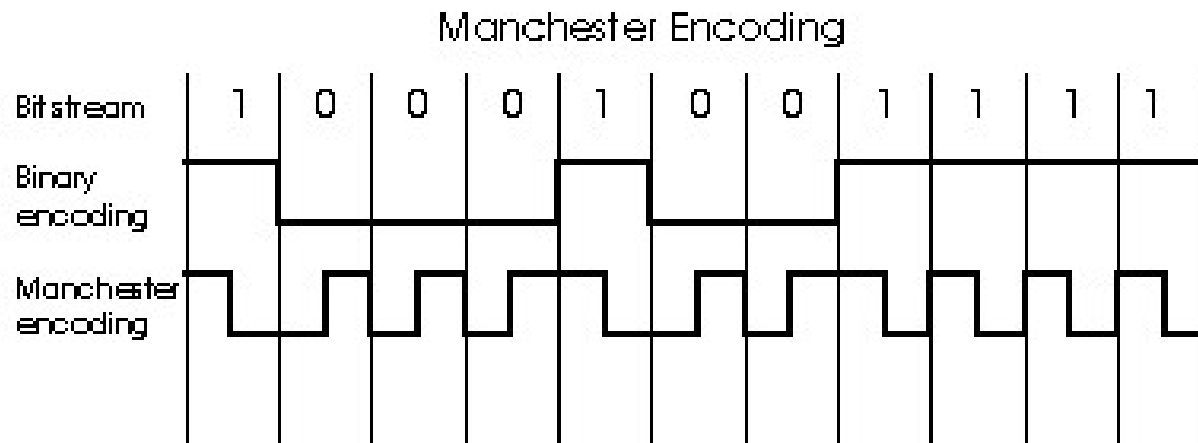 Manchester Encoding
Bitstream 1 0 0 0 1 0 0 1 1 1 1
Binary
encoding
Manchester
encoding